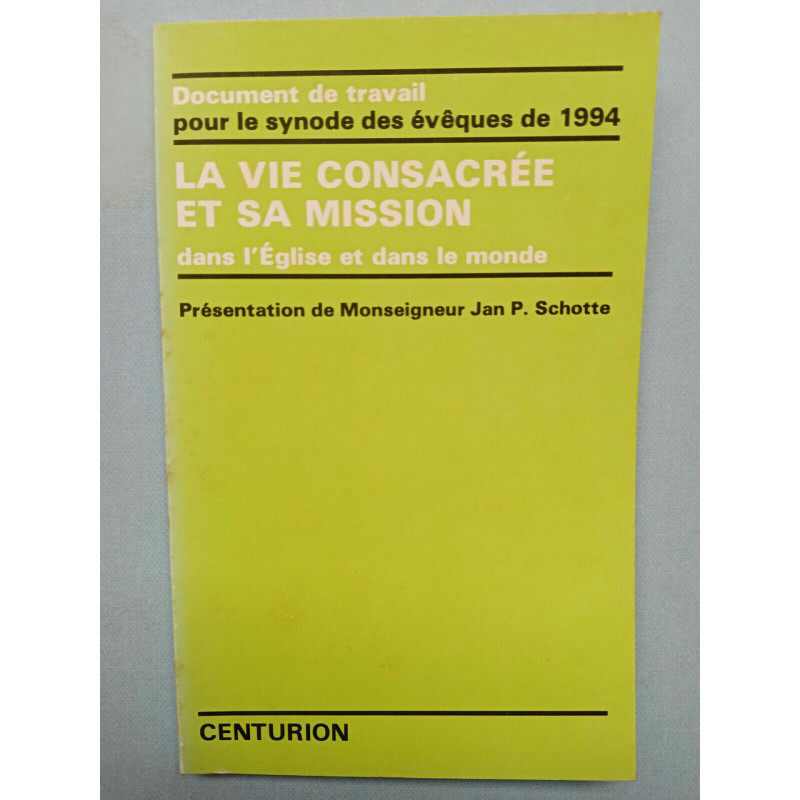 Document de travail
pour le synode des évêques de 1994
LA VIE CONSACRÉE
ET SA MISSION
dans l'Église et dans le monde
Présentation de Monseigneur Jan P. Schotte
CENTURION